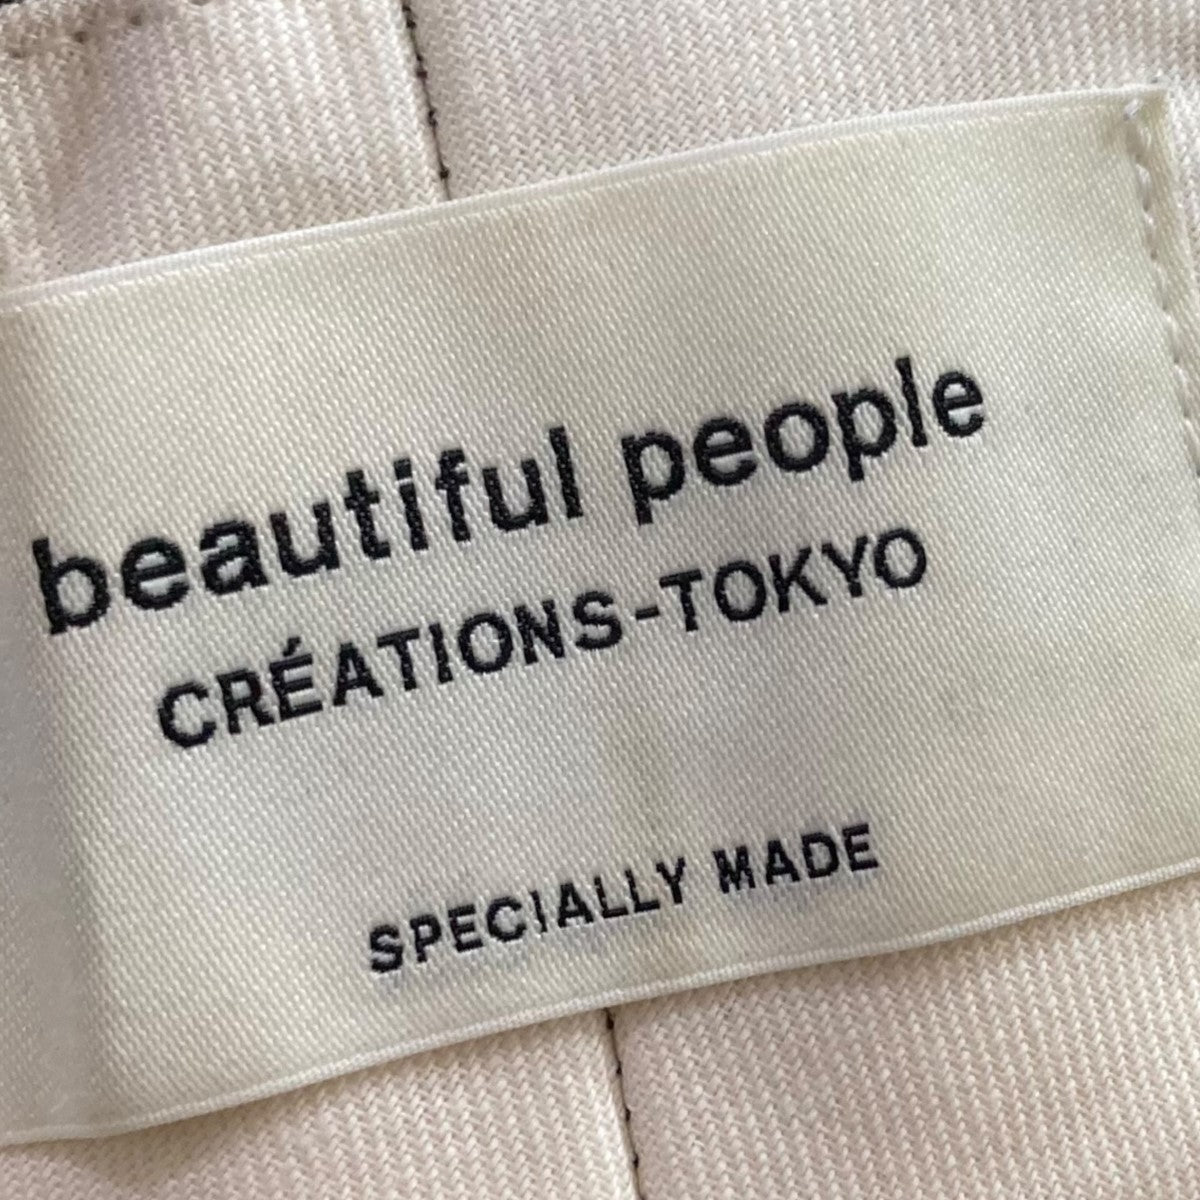 beautiful people
CRÉATIONS-TOKYO
SPECIALLY MADE